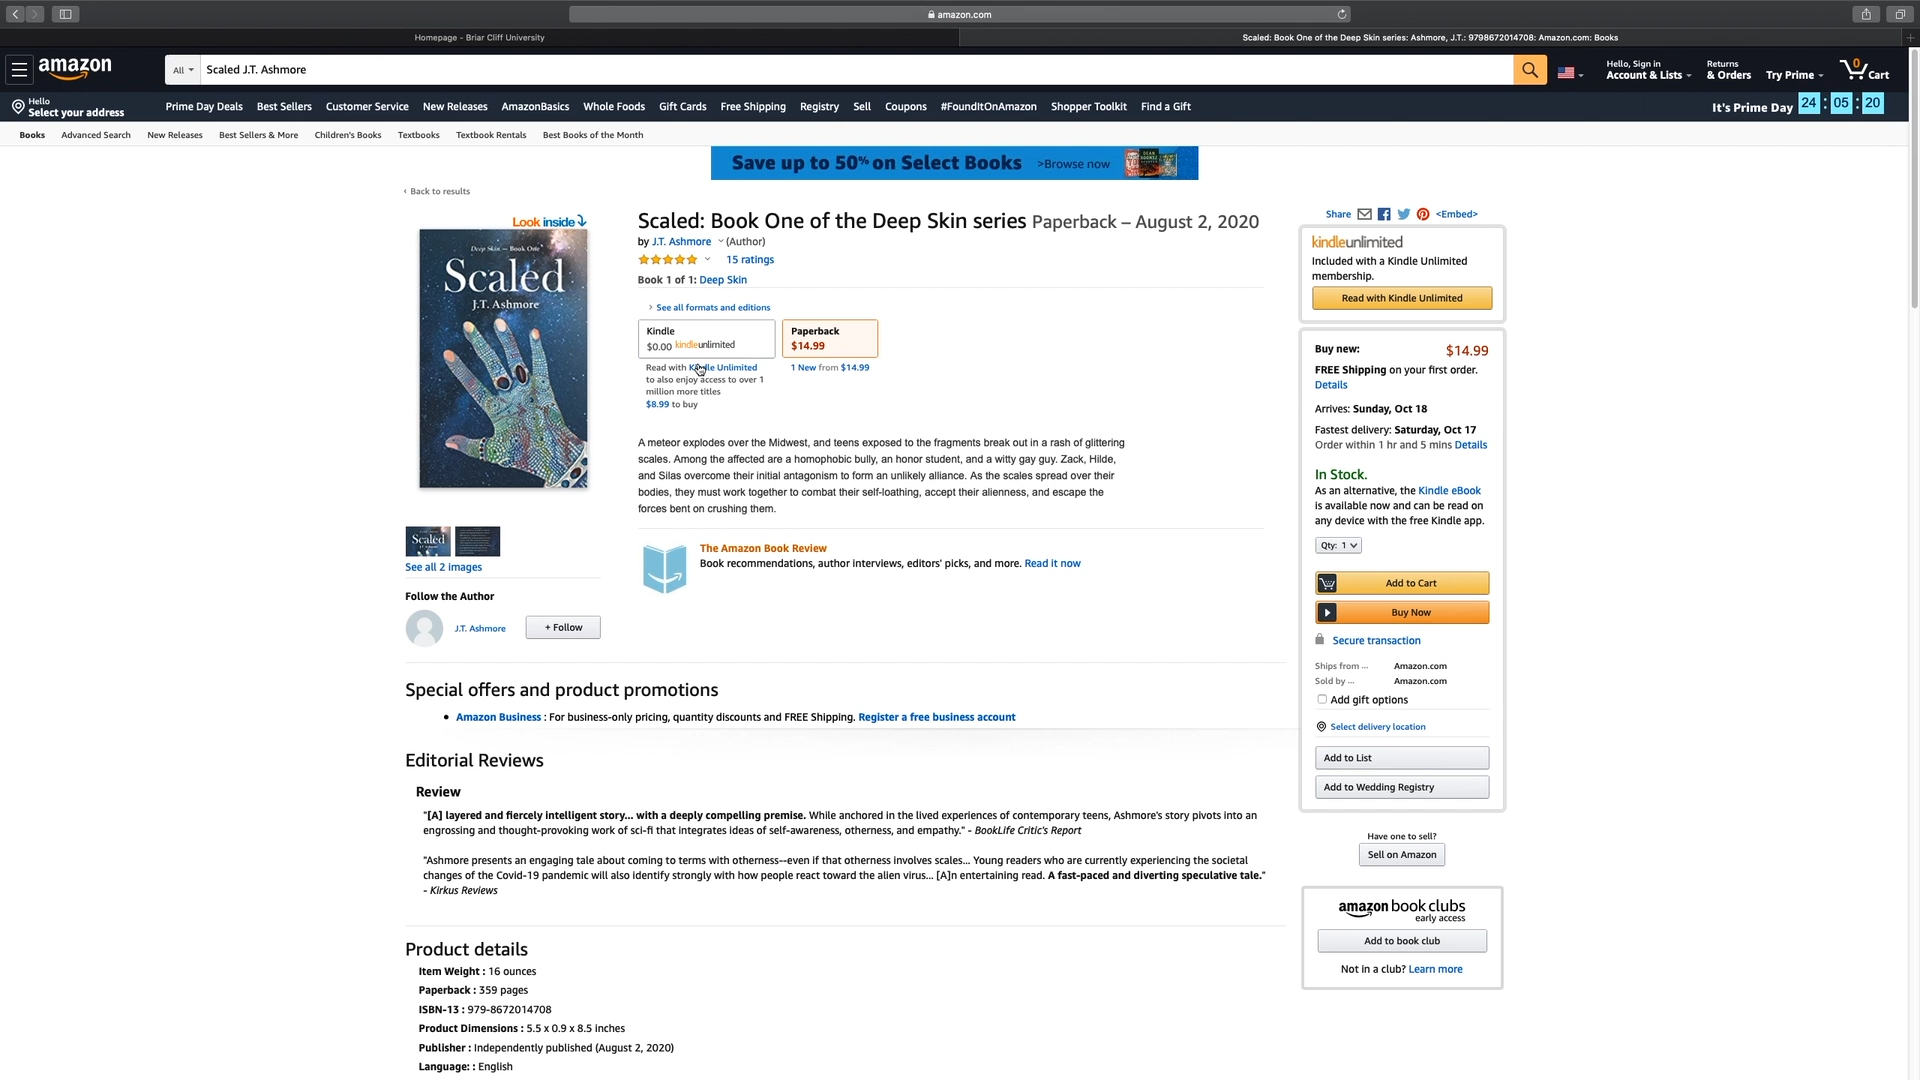 amazon.com
Homepage - Briar Cliff University
Scaled: Book One of the Deep Skin series: Ashmore, J.T.: 9798672014708: Amazon.com: Books
amazon
All
Scaled J.T. Ashmore
Hello, Sign in
Account & Lists
Returns
& Orders
Try Prime
0
Cart
Hello
Select your address
Prime Day Deals
Best Sellers
Customer Service
New Releases
AmazonBasics
Whole Foods
Gift Cards
Free Shipping
Registry
Sell
Coupons
#FoundItOnAmazon
Shopper Toolkit
Find a Gift
It's Prime Day 24 : 05 : 20
Books
Advanced Search
New Releases
Best Sellers & More
Children's Books
Textbooks
Textbook Rentals
Best Books of the Month
Save up to 50% on Select Books >Browse now
‹ Back to results
Look inside
Deep Skin — Book One
Scaled
J.T. Ashmore
Scaled
See all 2 images
Follow the Author
J.T. Ashmore
+ Follow
Scaled: Book One of the Deep Skin series Paperback – August 2, 2020
by J.T. Ashmore (Author)
15 ratings
Book 1 of 1: Deep Skin
› See all formats and editions
Kindle
$0.00 kindleunlimited
Paperback
$14.99
Read with Kindle Unlimited
to also enjoy access to over 1
million more titles
$8.99 to buy
1 New from $14.99
A meteor explodes over the Midwest, and teens exposed to the fragments break out in a rash of glittering
scales. Among the affected are a homophobic bully, an honor student, and a witty gay guy. Zack, Hilde,
and Silas overcome their initial antagonism to form an unlikely alliance. As the scales spread over their
bodies, they must work together to combat their self-loathing, accept their alienness, and escape the
forces bent on crushing them.
The Amazon Book Review
Book recommendations, author interviews, editors' picks, and more. Read it now
Share <Embed>
kindleunlimited
Included with a Kindle Unlimited
membership.
Read with Kindle Unlimited
Buy new: $14.99
FREE Shipping on your first order.
Details
Arrives: Sunday, Oct 18
Fastest delivery: Saturday, Oct 17
Order within 1 hr and 5 mins Details
In Stock.
As an alternative, the Kindle eBook
is available now and can be read on
any device with the free Kindle app.
Qty: 1
Add to Cart
Buy Now
Secure transaction
Ships from ... Amazon.com
Sold by ... Amazon.com
Add gift options
Select delivery location
Add to List
Add to Wedding Registry
Have one to sell?
Sell on Amazon
amazon book clubs
early access
Add to book club
Not in a club? Learn more
Special offers and product promotions
• Amazon Business : For business-only pricing, quantity discounts and FREE Shipping. Register a free business account
Editorial Reviews
Review
"[A] layered and fiercely intelligent story... with a deeply compelling premise. While anchored in the lived experiences of contemporary teens, Ashmore's story pivots into an
engrossing and thought-provoking work of sci-fi that integrates ideas of self-awareness, otherness, and empathy." - BookLife Critic's Report
"Ashmore presents an engaging tale about coming to terms with otherness--even if that otherness involves scales... Young readers who are currently experiencing the societal
changes of the Covid-19 pandemic will also identify strongly with how people react toward the alien virus... [A]n entertaining read. A fast-paced and diverting speculative tale."
- Kirkus Reviews
Product details
Item Weight : 16 ounces
Paperback : 359 pages
ISBN-13 : 979-8672014708
Product Dimensions : 5.5 x 0.9 x 8.5 inches
Publisher : Independently published (August 2, 2020)
Language: : English